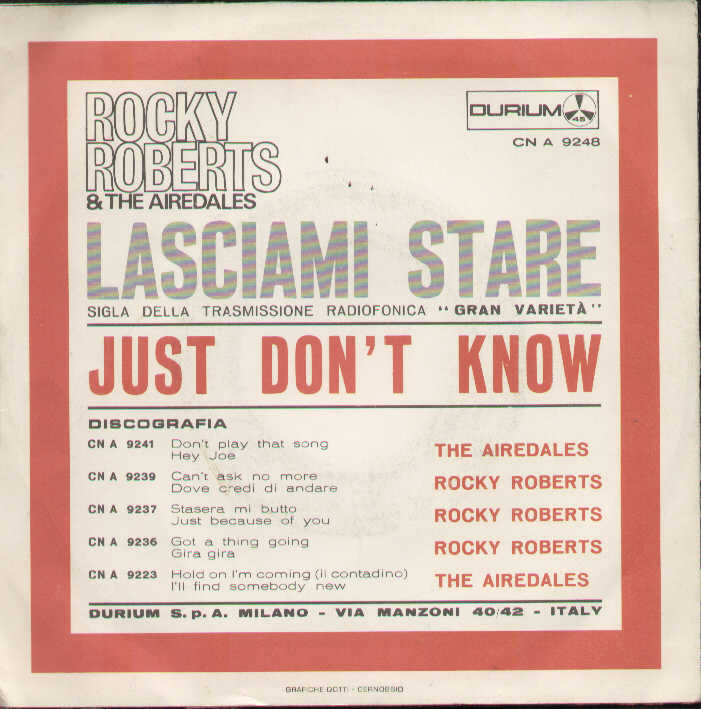 ROCKY
ROBERTS
& THE AIREDALES
DURIUM 45
CN A 9248
LASCIAMI STARE
SIGLA DELLA TRASMISSIONE RADIOFONICA "GRAN VARIETÀ"
JUST DON'T KNOW
DISCOGRAFIA
CN A 9241 Don't play that song
Hey Joe
THE AIREDALES
CN A 9239 Can't ask no more
Dove credi di andare
ROCKY ROBERTS
CN A 9237 Stasera mi butto
Just because of you
ROCKY ROBERTS
CN A 9236 Got a thing going
Gira gira
ROCKY ROBERTS
CN A 9223 Hold on I'm coming (il contadino)
I'll find somebody new
THE AIREDALES
DURIUM S.p.A. MILANO - VIA MANZONI 40/42 - ITALY
GRAFICHE DOTTI - CERNOBBIO